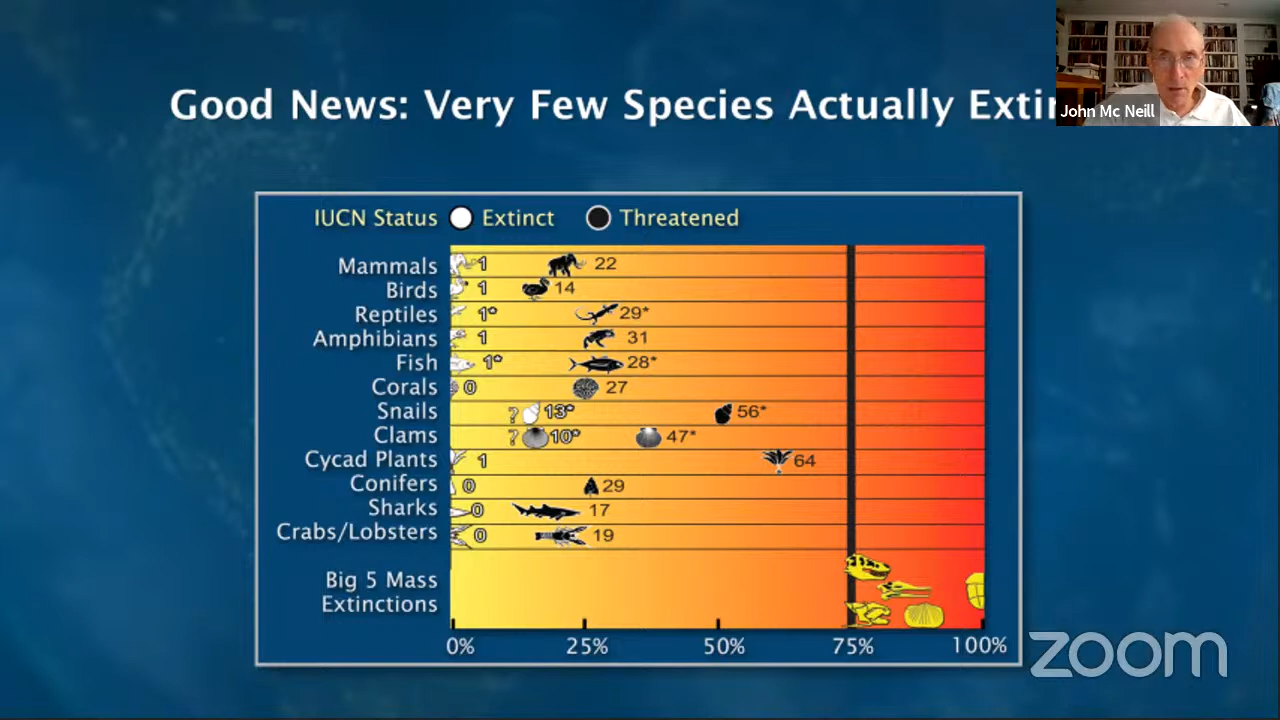 Good News: Very Few Species Actually Extin
John Mc Neill
IUCN Status Extinct Threatened
Mammals 1 22
Birds 1 14
Reptiles 1* 29*
Amphibians 1 31
Fish 1* 28*
Corals 0 27
Snails ? 13* 56*
Clams ? 10* 47*
Cycad Plants 1 64
Conifers 0 29
Sharks 0 17
Crabs/Lobsters 0 19
Big 5 Mass
Extinctions
0% 25% 50% 75% 100%
zoom